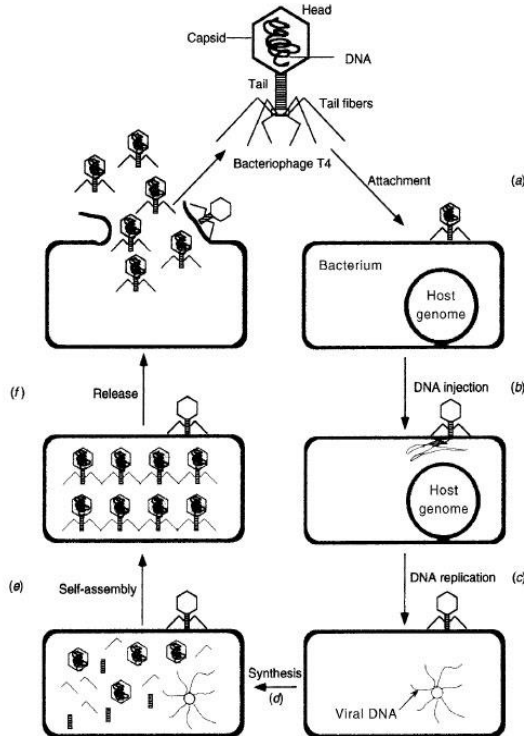 Head
Capsid
DNA
Tail
Tail fibers
Bacteriophage T4
Attachment
(a)
Bacterium
Host
genome
DNA injection
(b)
Host
genome
DNA replication
(c)
Viral DNA
Synthesis
(d)
Self-assembly
(e)
Release
(f)